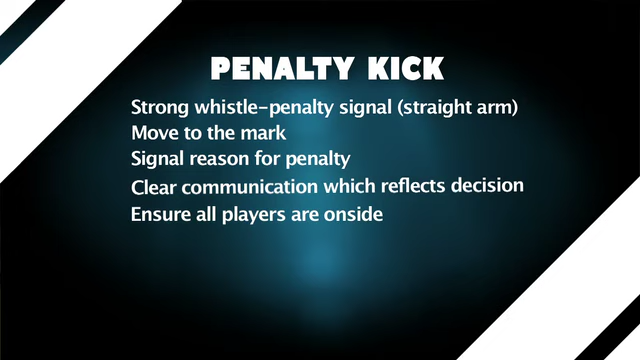 PENALTY KICK
Strong whistle-penalty signal (straight arm)
Move to the mark
Signal reason for penalty
Clear communication which reflects decision
Ensure all players are onside